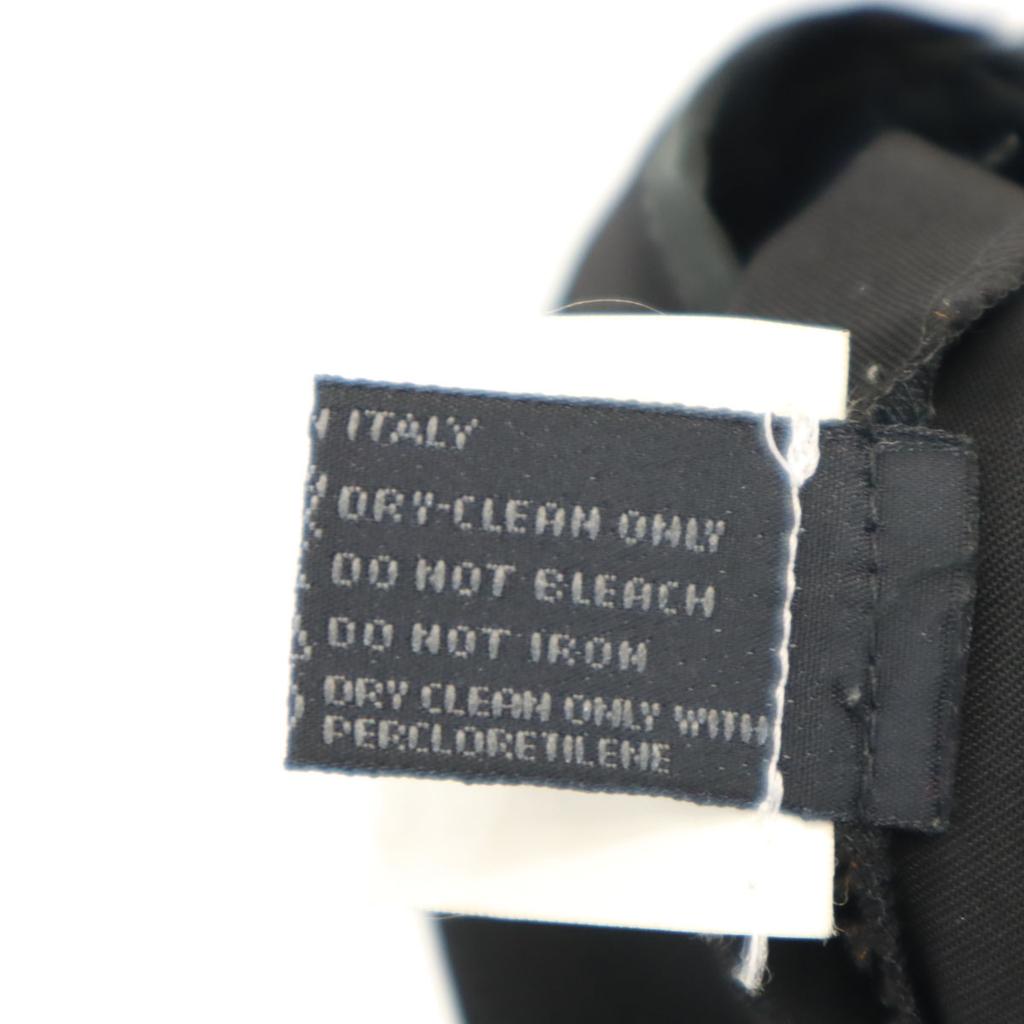 ITALY
DRY-CLEAN ONLY
DO NOT BLEACH
DO NOT IRON
DRY CLEAN ONLY WITH
PERCLORETILENE